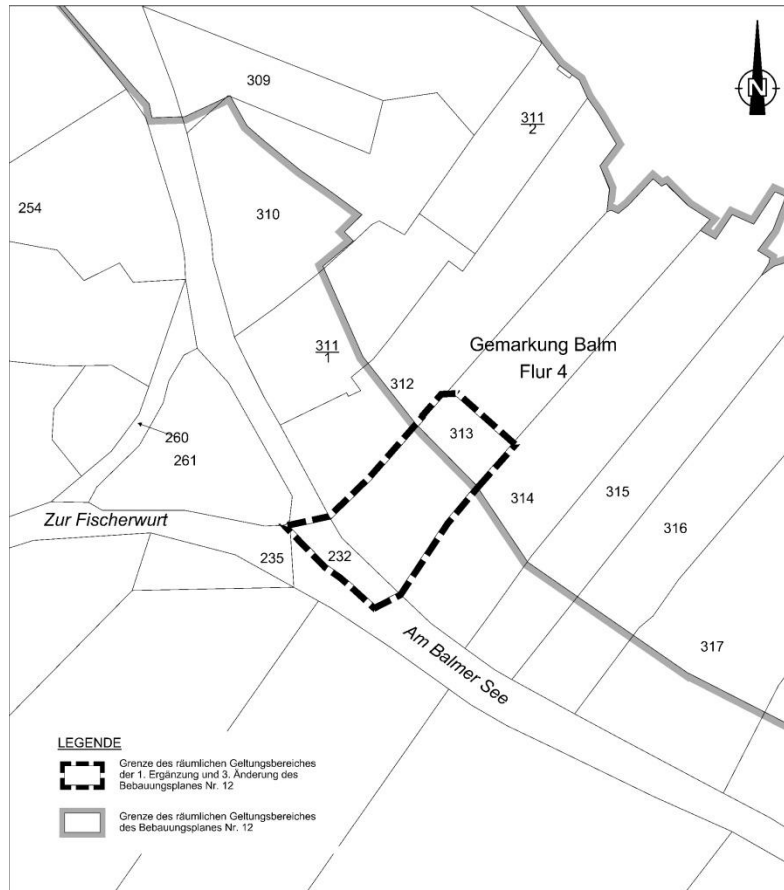 309
N
311
2
254
310
311
1
Gemarkung Balm
Flur 4
312
313
260
261
314
315
316
Zur Fischerwurt
235
232
Am Balmer See
317
LEGENDE
Grenze des räumlichen Geltungsbereiches
der 1. Ergänzung und 3. Änderung des
Bebauungsplanes Nr. 12
Grenze des räumlichen Geltungsbereiches
des Bebauungsplanes Nr. 12